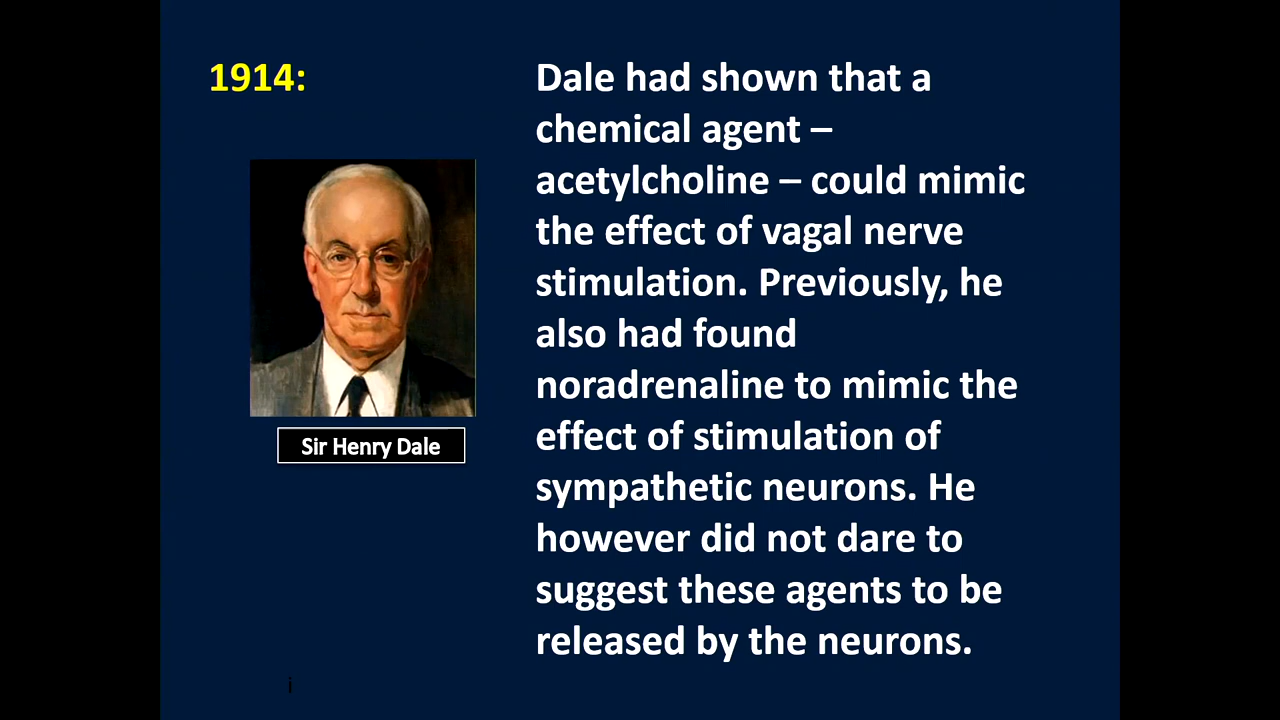 1914:
Dale had shown that a
chemical agent –
acetylcholine – could mimic
the effect of vagal nerve
stimulation. Previously, he
also had found
noradrenaline to mimic the
effect of stimulation of
sympathetic neurons. He
however did not dare to
suggest these agents to be
released by the neurons.
Sir Henry Dale
i